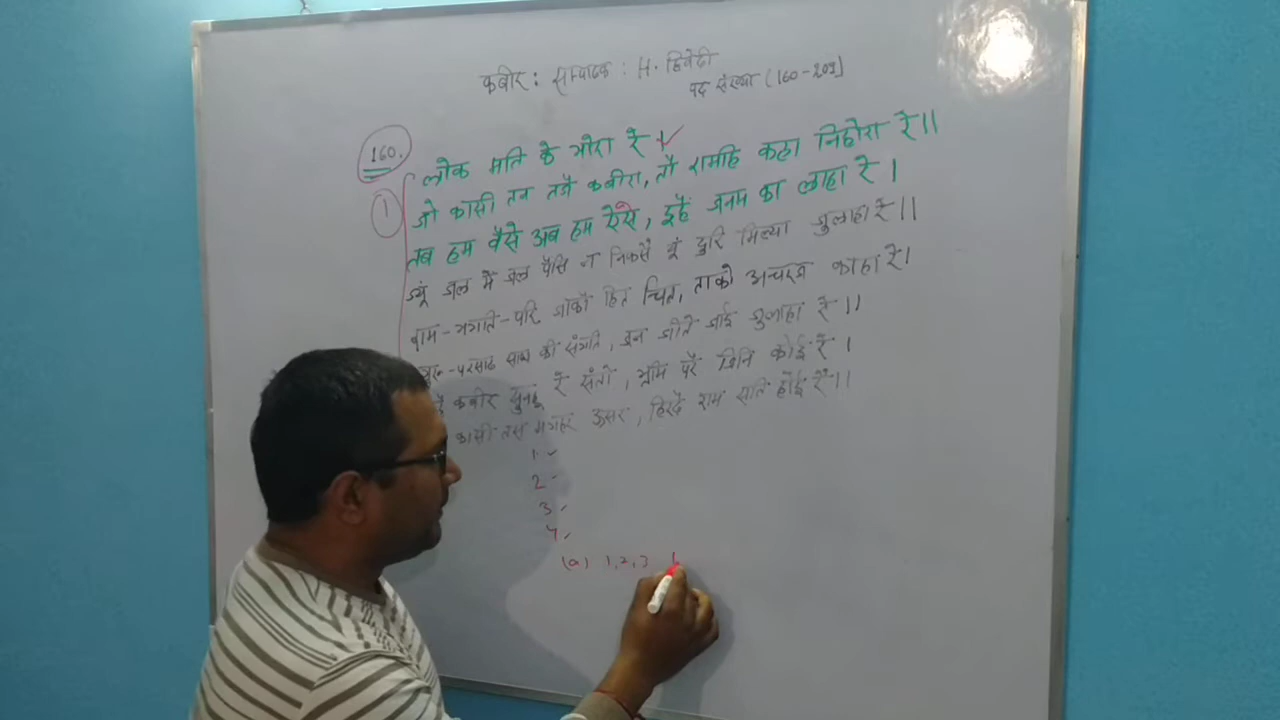 कबीर : सम्पादक : H. द्विवेदी
पद संख्या (160-209]
160.
1
लोक मति के भोरा रे ।
जो कासी तन तजै कबीरा, तौ रामहि कहा निहोरा रे ।।
तब हम वैसे अब हम ऐसे, इहै जनम का लाहा रे ।
ज्यूं जल में जल पैसि न निकसै यूं दुरि मिल्या जुलाहा रे ।।
राम-भगति-परि जाकौ हित चित, ताकौ अचरज काहा रे ।
गुरु-परसाद साध की संगति, जन जीते जाई जुलाहा रे ।।
कबीर सुनहु रे संतो, भ्रमि परै जिनि कोई रे ।
कासी तस मगहर ऊसर, हिरदै राम सति होई रे ।।
1.
2
3
4
(a) 1, 2, 3